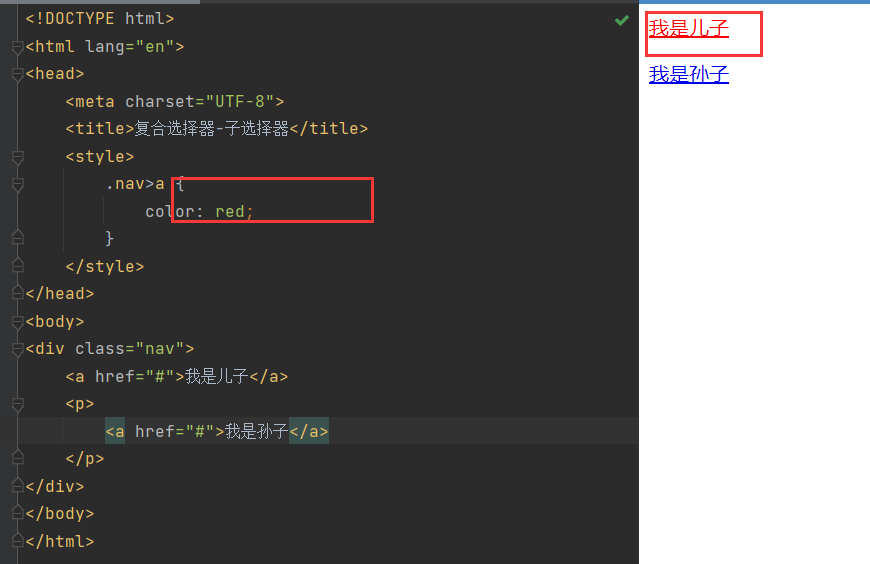 <!DOCTYPE html>
<html lang="en">
<head>
    <meta charset="UTF-8">
    <title>复合选择器-子选择器</title>
    <style>
        .nav>a {
            color: red;
        }
    </style>
</head>
<body>
<div class="nav">
    <a href="#">我是儿子</a>
    <p>
        <a href="#">我是孙子</a>
    </p>
</div>
</body>
</html>
我是儿子
我是孙子